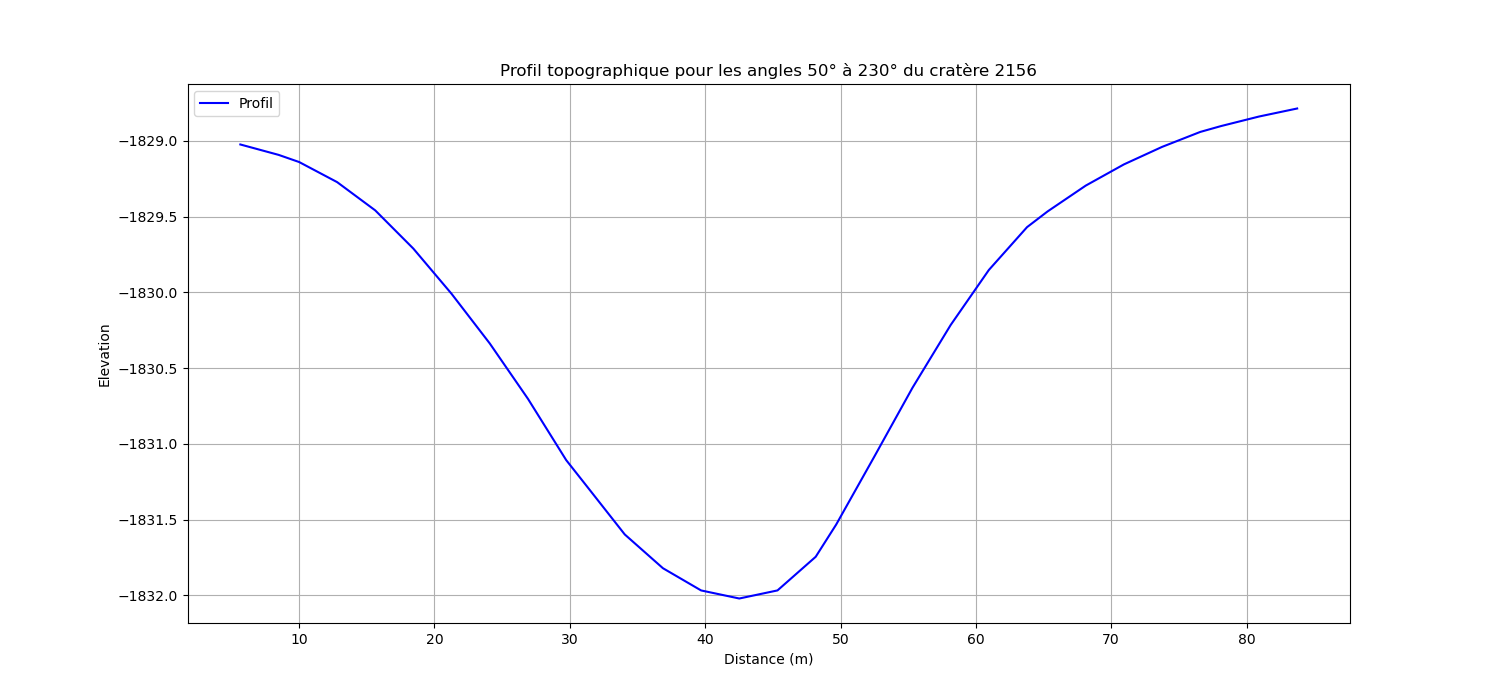 Profil topographique pour les angles 50° à 230° du cratère 2156
Profil
−1829.0
−1829.5
−1830.0
−1830.5
−1831.0
−1831.5
−1832.0
Elevation
10 20 30 40 50 60 70 80
Distance (m)